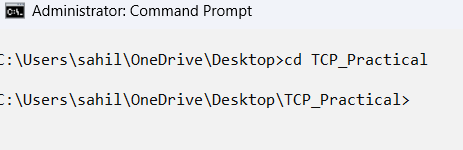 Administrator: Command Prompt
C:\Users\sahil\OneDrive\Desktop>cd TCP_Practical
C:\Users\sahil\OneDrive\Desktop\TCP_Practical>